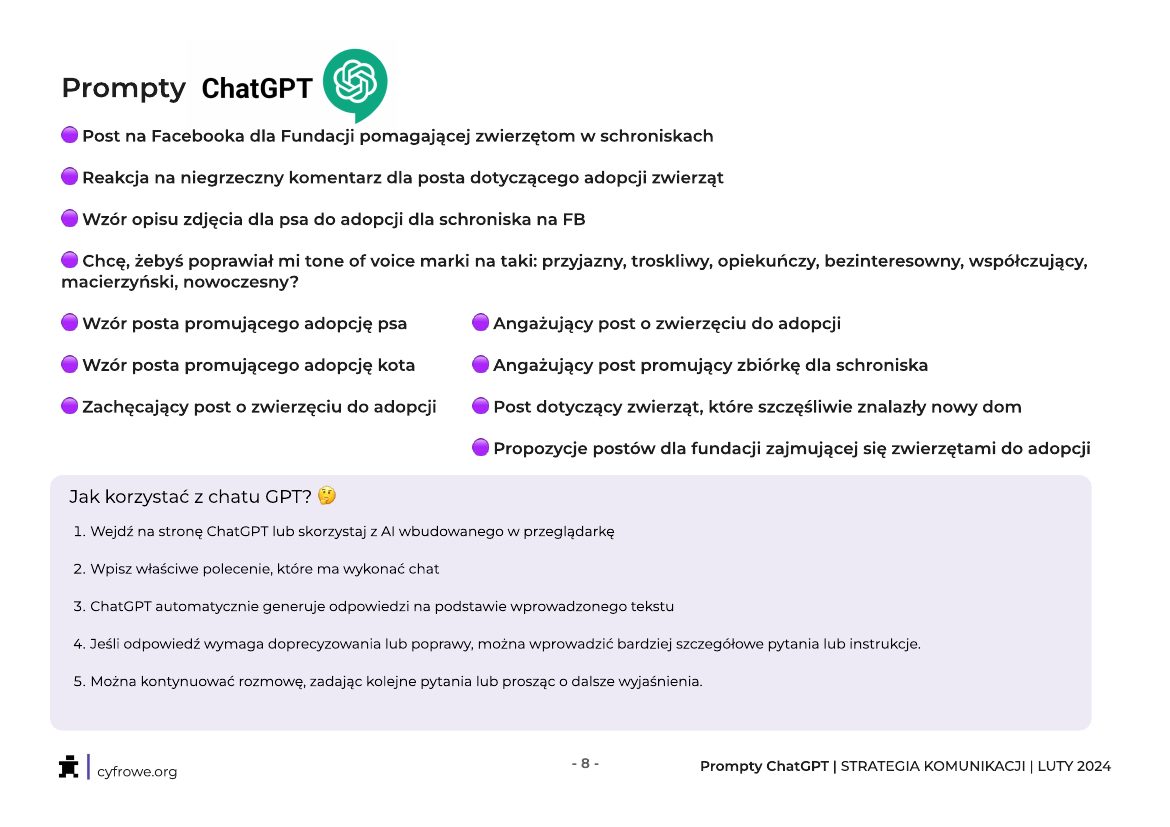 Prompty ChatGPT
Post na Facebooka dla Fundacji pomagającej zwierzętom w schroniskach
Reakcja na niegrzeczny komentarz dla posta dotyczącego adopcji zwierząt
Wzór opisu zdjęcia dla psa do adopcji dla schroniska na FB
Chcę, żebyś poprawiał mi tone of voice marki na taki: przyjazny, troskliwy, opiekuńczy, bezinteresowny, współczujący,
macierzyński, nowoczesny?
Wzór posta promującego adopcję psa
Wzór posta promującego adopcję kota
Zachęcający post o zwierzęciu do adopcji
Angażujący post o zwierzęciu do adopcji
Angażujący post promujący zbiórkę dla schroniska
Post dotyczący zwierząt, które szczęśliwie znalazły nowy dom
Propozycje postów dla fundacji zajmującej się zwierzętami do adopcji
Jak korzystać z chatu GPT? 🤔
1. Wejdź na stronę ChatGPT lub skorzystaj z AI wbudowanego w przeglądarkę
2. Wpisz właściwe polecenie, które ma wykonać chat
3. ChatGPT automatycznie generuje odpowiedzi na podstawie wprowadzonego tekstu
4. Jeśli odpowiedź wymaga doprecyzowania lub poprawy, można wprowadzić bardziej szczegółowe pytania lub instrukcje.
5. Można kontynuować rozmowę, zadając kolejne pytania lub prosząc o dalsze wyjaśnienia.
cyfrowe.org
- 8 -
Prompty ChatGPT | STRATEGIA KOMUNIKACJI | LUTY 2024